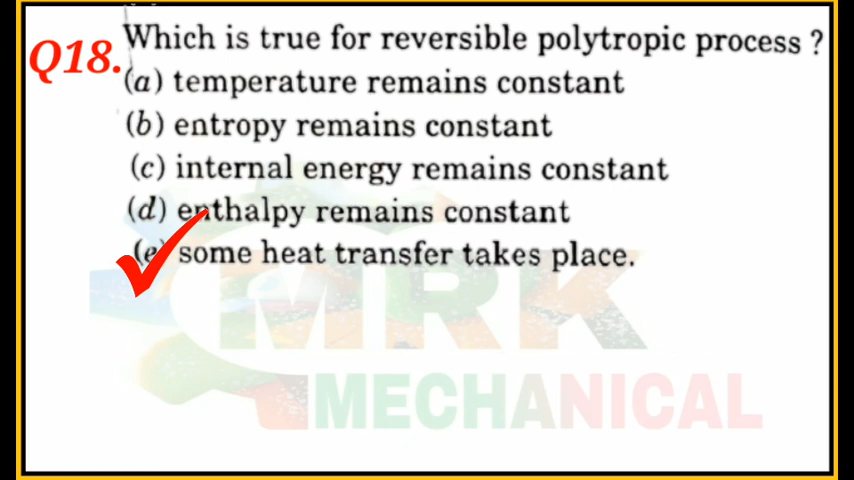 Q18. Which is true for reversible polytropic process ?
(a) temperature remains constant
(b) entropy remains constant
(c) internal energy remains constant
(d) enthalpy remains constant
(e) some heat transfer takes place.
MRK
MECHANICAL